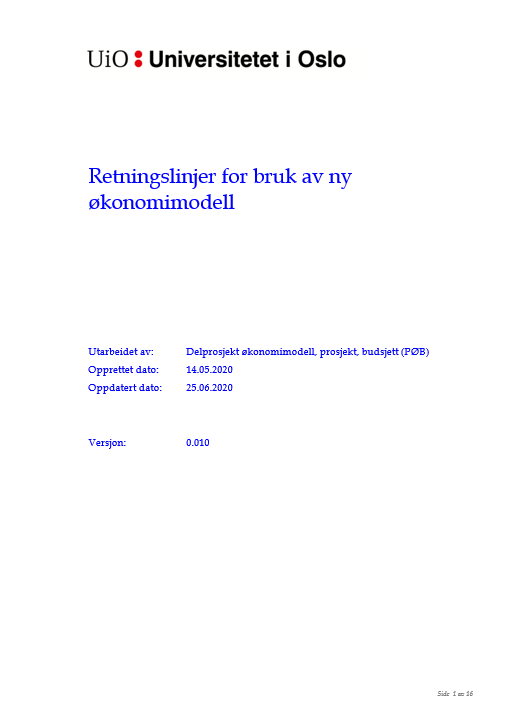 UiO : Universitetet i Oslo
Retningslinjer for bruk av ny
økonomimodell
Utarbeidet av: Delprosjekt økonomimodell, prosjekt, budsjett (PØB)
Opprettet dato: 14.05.2020
Oppdatert dato: 25.06.2020
Versjon: 0.010
Side 1 av 16